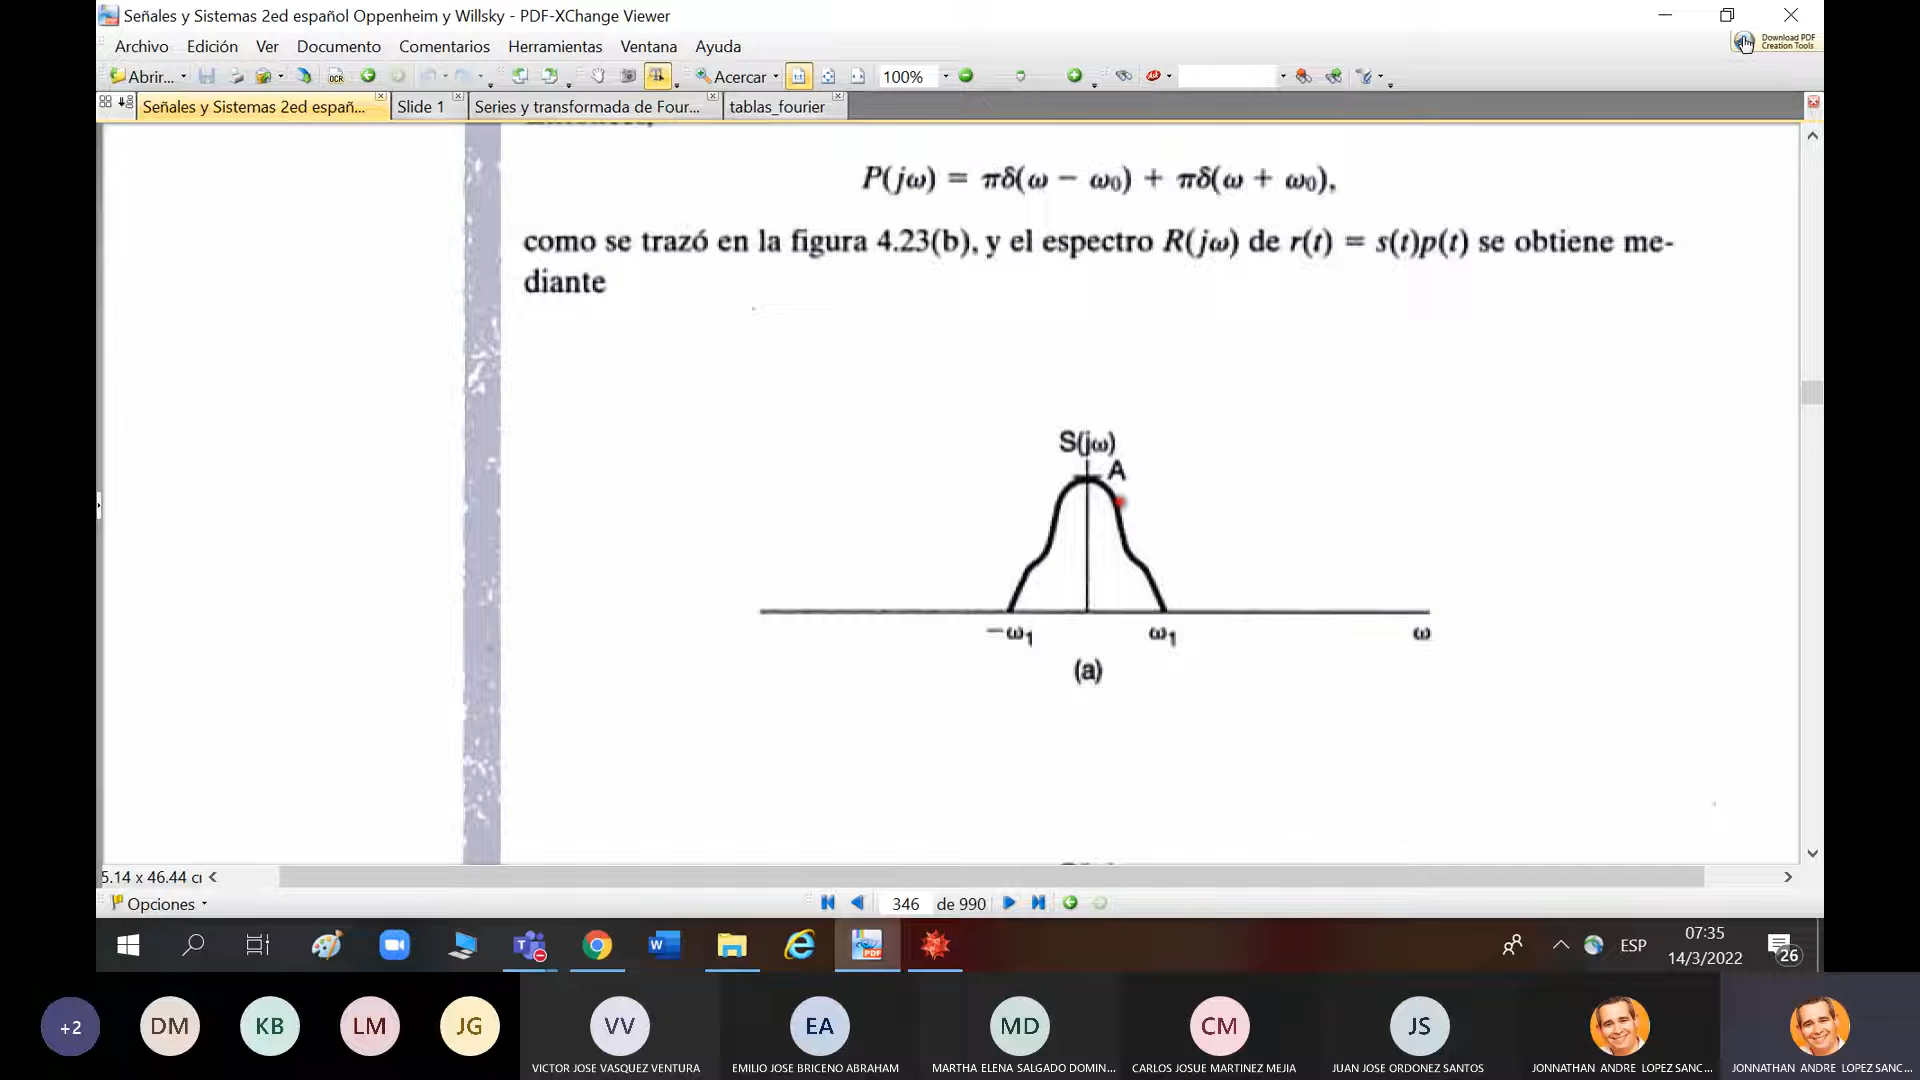 Señales y Sistemas 2ed español Oppenheim y Willsky - PDF-XChange Viewer
Archivo Edición Ver Documento Comentarios Herramientas Ventana Ayuda
Download PDF
Creation Tools
Abrir... OCR Acercar 100%
Señales y Sistemas 2ed españ... Slide 1 Series y transformada de Four... tablas_fourier
P(jω) = πδ(ω − ω₀) + πδ(ω + ω₀),
como se trazó en la figura 4.23(b), y el espectro R(jω) de r(t) = s(t)p(t) se obtiene me-
diante
S(jω)
A
−ω₁ ω₁ ω
(a)
5.14 x 46.44 c
Opciones 346 de 990
07:35
ESP
14/3/2022
26
+2 DM KB LM JG VV EA MD CM JS
VICTOR JOSE VASQUEZ VENTURA EMILIO JOSE BRICENO ABRAHAM MARTHA ELENA SALGADO DOMIN... CARLOS JOSUE MARTINEZ MEJIA JUAN JOSE ORDONEZ SANTOS JONNATHAN ANDRE LOPEZ SANC... JONNATHAN ANDRE LOPEZ SANC...